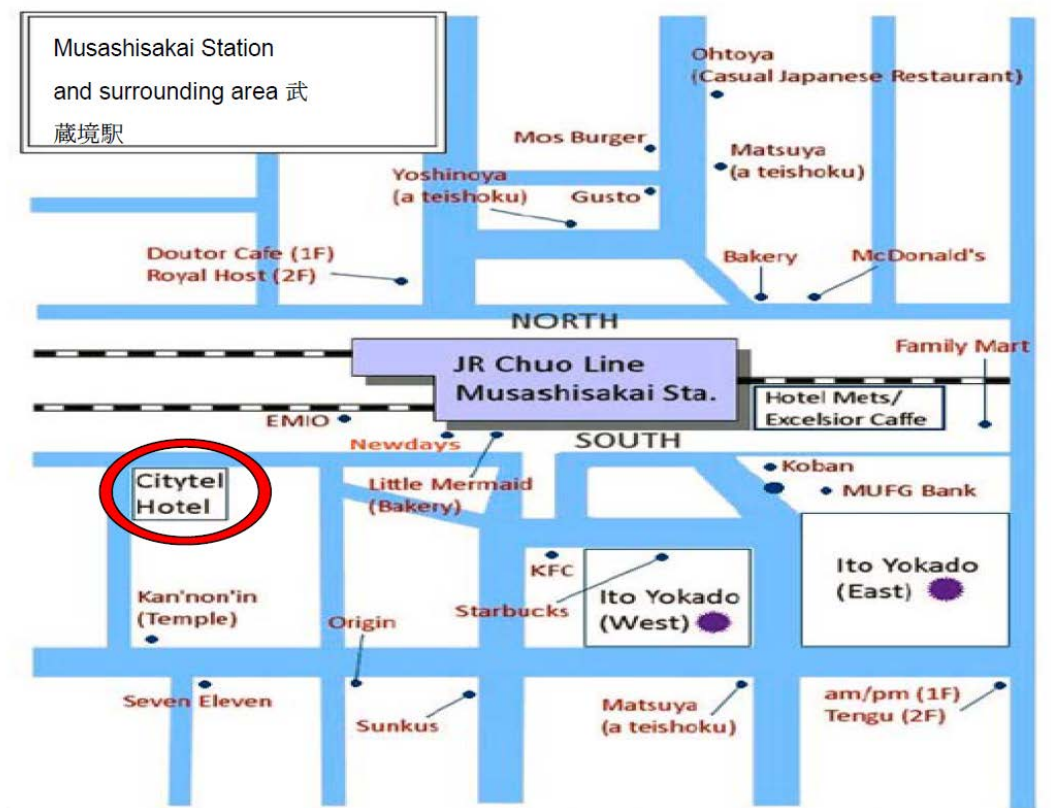 Musashisakai Station
and surrounding area 武
蔵境駅
Ohtoya
(Casual Japanese Restaurant)
Mos Burger
Matsuya
(a teishoku)
Yoshinoya
(a teishoku)
Gusto
Doutor Cafe (1F)
Royal Host (2F)
Bakery
McDonald's
NORTH
JR Chuo Line
Musashisakai Sta.
Family Mart
Hotel Mets/
Excelsior Caffe
EMIO
Newdays
SOUTH
Citytel
Hotel
Little Mermaid
(Bakery)
Koban
MUFG Bank
KFC
Starbucks
Ito Yokado
(West)
Ito Yokado
(East)
Kan'non'in
(Temple)
Origin
Seven Eleven
Sunkus
Matsuya
(a teishoku)
am/pm (1F)
Tengu (2F)